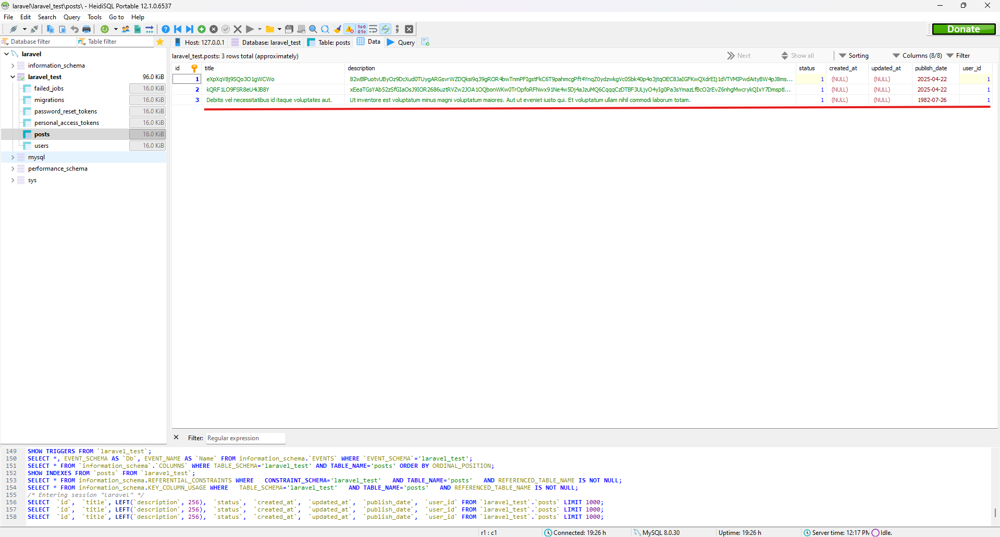 laravel\laravel_test\posts\ - HeidiSQL Portable 12.1.0.6537
File Edit Search Query Tools Go to Help
Donate
Database filter Table filter
Host: 127.0.0.1 Database: laravel_test Table: posts Data Query
laravel_test.posts: 3 rows total (approximately) Next Show all Sorting Columns (8/8) Filter
laravel
information_schema
laravel_test 96.0 KiB
failed_jobs 16.0 KiB
migrations 16.0 KiB
password_reset_tokens 16.0 KiB
personal_access_tokens 16.0 KiB
posts 16.0 KiB
users 16.0 KiB
mysql
performance_schema
sys
id title description status created_at updated_at publish_date user_id
1 eXpXqV8j9SQo3O1gWCWo 1 (NULL) (NULL) 2025-04-22 1
2 kQRF1LO9FSR8eU4iJB8Y 1 (NULL) (NULL) 2025-04-22 1
3 Debitis vel necessitatibus id itaque voluptates aut. Ut inventore est voluptatum minus magni voluptatum maiores. Aut ut eveniet iusto qui. Et voluptatum ullam nihil commodi laborum totam. 1 (NULL) (NULL) 1982-07-26 1
Filter: Regular expression
149 SHOW TRIGGERS FROM `laravel_test`;
150 SELECT *, EVENT_SCHEMA AS `Db`, EVENT_NAME AS `Name` FROM information_schema.`EVENTS` WHERE `EVENT_SCHEMA`='laravel_test';
151 SELECT * FROM `information_schema`.`COLUMNS` WHERE TABLE_SCHEMA='laravel_test' AND TABLE_NAME='posts' ORDER BY ORDINAL_POSITION;
152 SHOW INDEXES FROM `posts` FROM `laravel_test`;
153 SELECT * FROM information_schema.REFERENTIAL_CONSTRAINTS WHERE CONSTRAINT_SCHEMA='laravel_test' AND TABLE_NAME='posts' AND REFERENCED_TABLE_NAME IS NOT NULL;
154 SELECT * FROM information_schema.KEY_COLUMN_USAGE WHERE TABLE_SCHEMA='laravel_test' AND TABLE_NAME='posts' AND REFERENCED_TABLE_NAME IS NOT NULL;
155 /* Entering session "laravel" */
156 SELECT `id`, `title`, LEFT(`description`, 256), `status`, `created_at`, `updated_at`, `publish_date`, `user_id` FROM `laravel_test`.`posts` LIMIT 1000;
157 SELECT `id`, `title`, LEFT(`description`, 256), `status`, `created_at`, `updated_at`, `publish_date`, `user_id` FROM `laravel_test`.`posts` LIMIT 1000;
158 SELECT `id`, `title`, LEFT(`description`, 256), `status`, `created_at`, `updated_at`, `publish_date`, `user_id` FROM `laravel_test`.`posts` LIMIT 1000;
r1 : c1 Connected: 19:26 h MySQL 8.0.30 Uptime: 19:26 h Server time: 12:17 PM Idle.